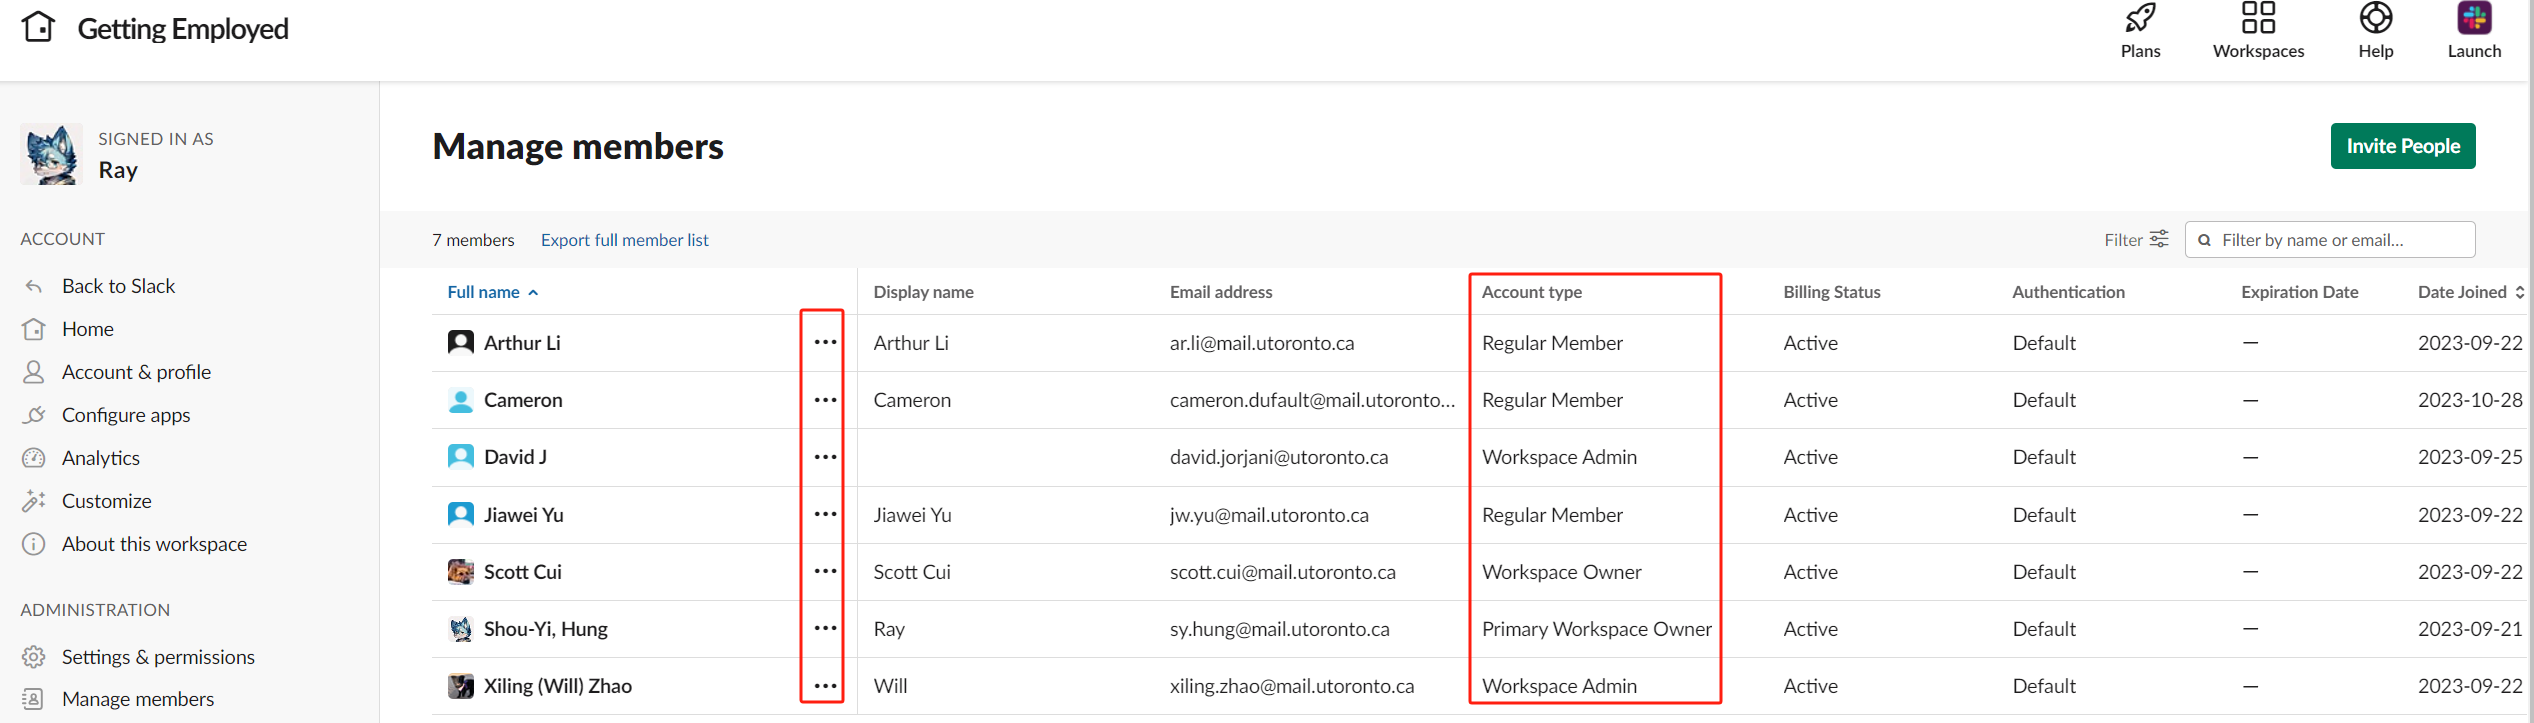 Getting Employed
Plans
Workspaces
Help
Launch
SIGNED IN AS
Ray
ACCOUNT
Back to Slack
Home
Account & profile
Configure apps
Analytics
Customize
About this workspace
ADMINISTRATION
Settings & permissions
Manage members
Manage members
Invite People
7 members Export full member list Filter Filter by name or email...
Full name Display name Email address Account type Billing Status Authentication Expiration Date Date Joined
Arthur Li ••• Arthur Li ar.li@mail.utoronto.ca Regular Member Active Default — 2023-09-22
Cameron ••• Cameron cameron.dufault@mail.utoronto... Regular Member Active Default — 2023-10-28
David J ••• david.jorjani@utoronto.ca Workspace Admin Active Default — 2023-09-25
Jiawei Yu ••• Jiawei Yu jw.yu@mail.utoronto.ca Regular Member Active Default — 2023-09-22
Scott Cui ••• Scott Cui scott.cui@mail.utoronto.ca Workspace Owner Active Default — 2023-09-22
Shou-Yi, Hung ••• Ray sy.hung@mail.utoronto.ca Primary Workspace Owner Active Default — 2023-09-21
Xiling (Will) Zhao ••• Will xiling.zhao@mail.utoronto.ca Workspace Admin Active Default — 2023-09-22